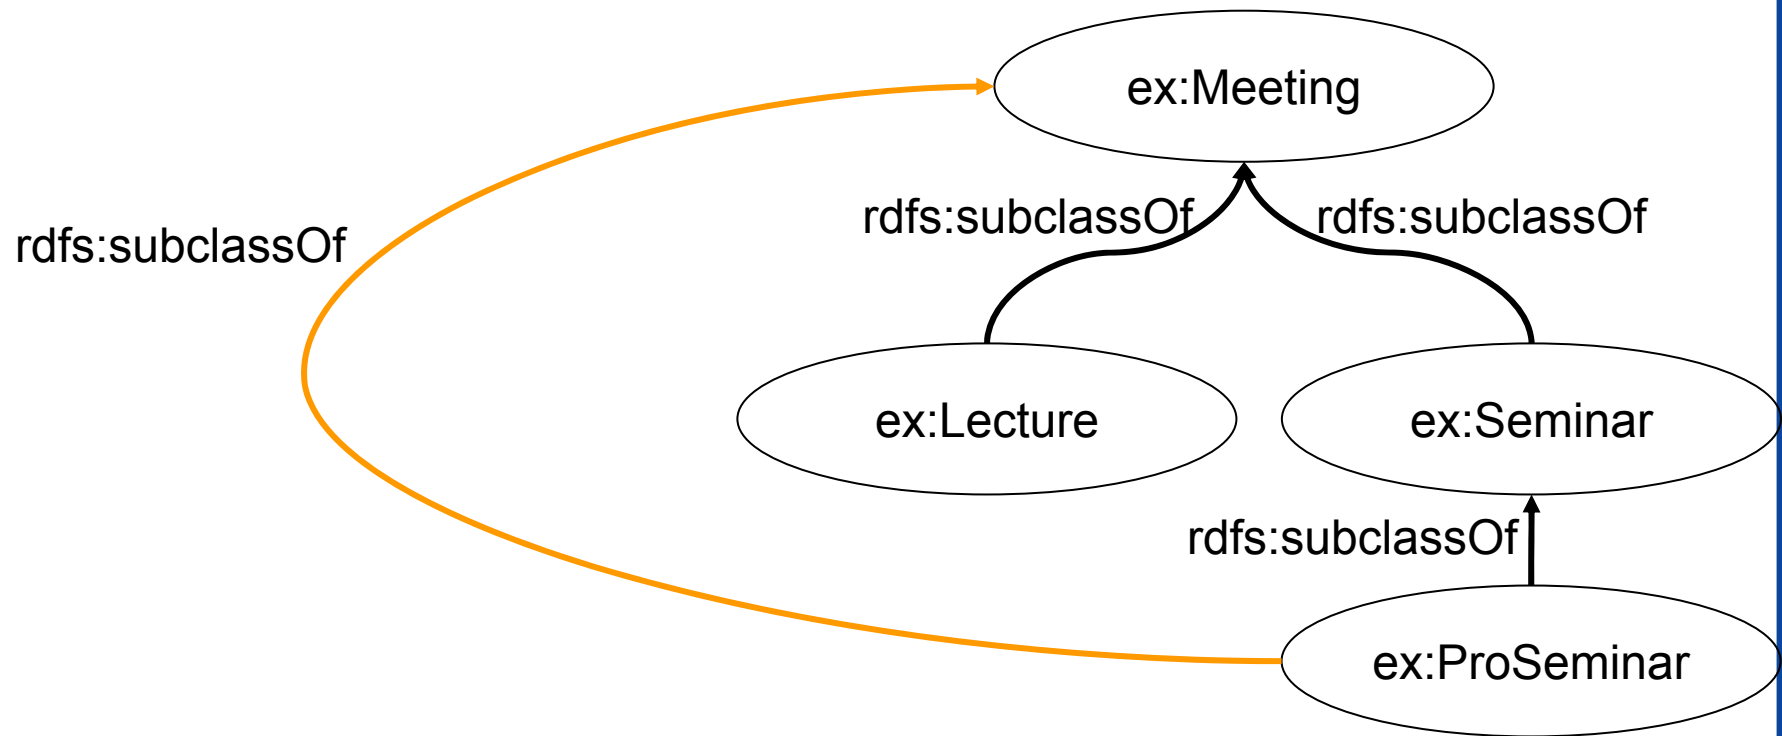 ex:Meeting
rdfs:subclassOf
rdfs:subclassOf
rdfs:subclassOf
ex:Lecture
ex:Seminar
rdfs:subclassOf
ex:ProSeminar